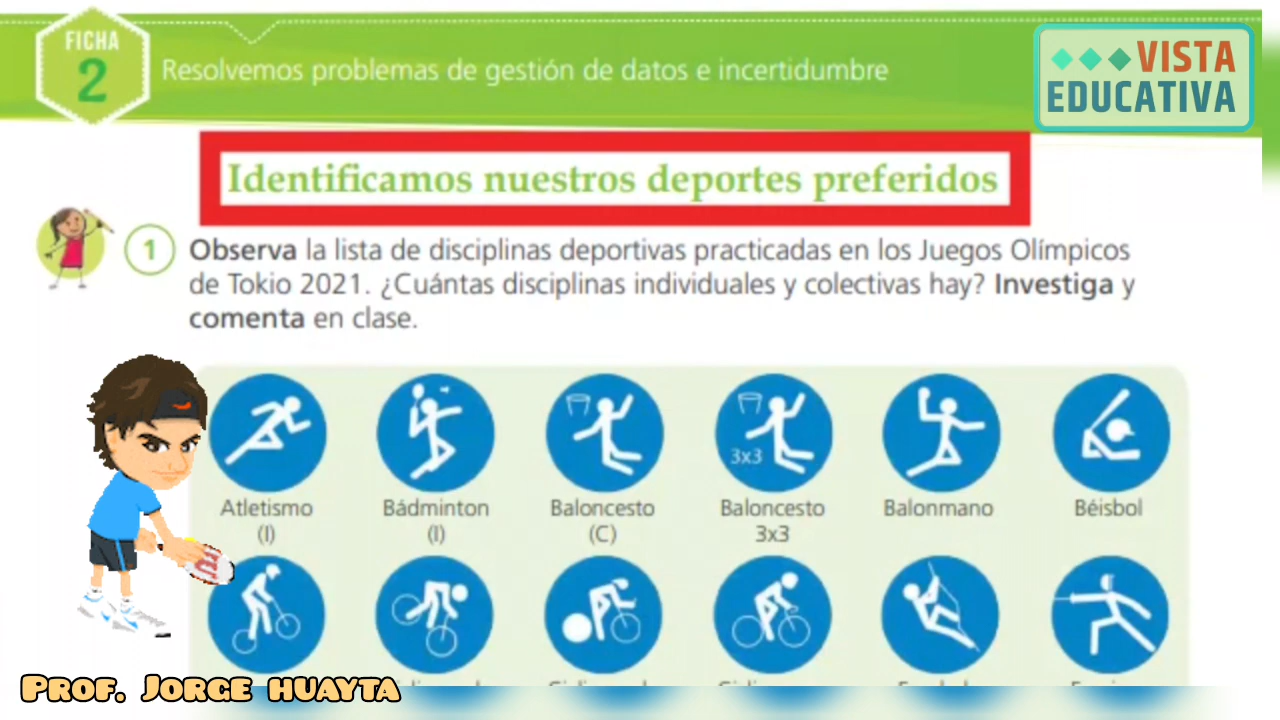 FICHA
2
Resolvemos problemas de gestión de datos e incertidumbre
VISTA
EDUCATIVA
Identificamos nuestros deportes preferidos
1
Observa la lista de disciplinas deportivas practicadas en los Juegos Olímpicos
de Tokio 2021. ¿Cuántas disciplinas individuales y colectivas hay? Investiga y
comenta en clase.
3x3
Atletismo
(I)
Bádminton
(I)
Baloncesto
(C)
Baloncesto
3x3
Balonmano
Béisbol
Prof. Jorge Huayta